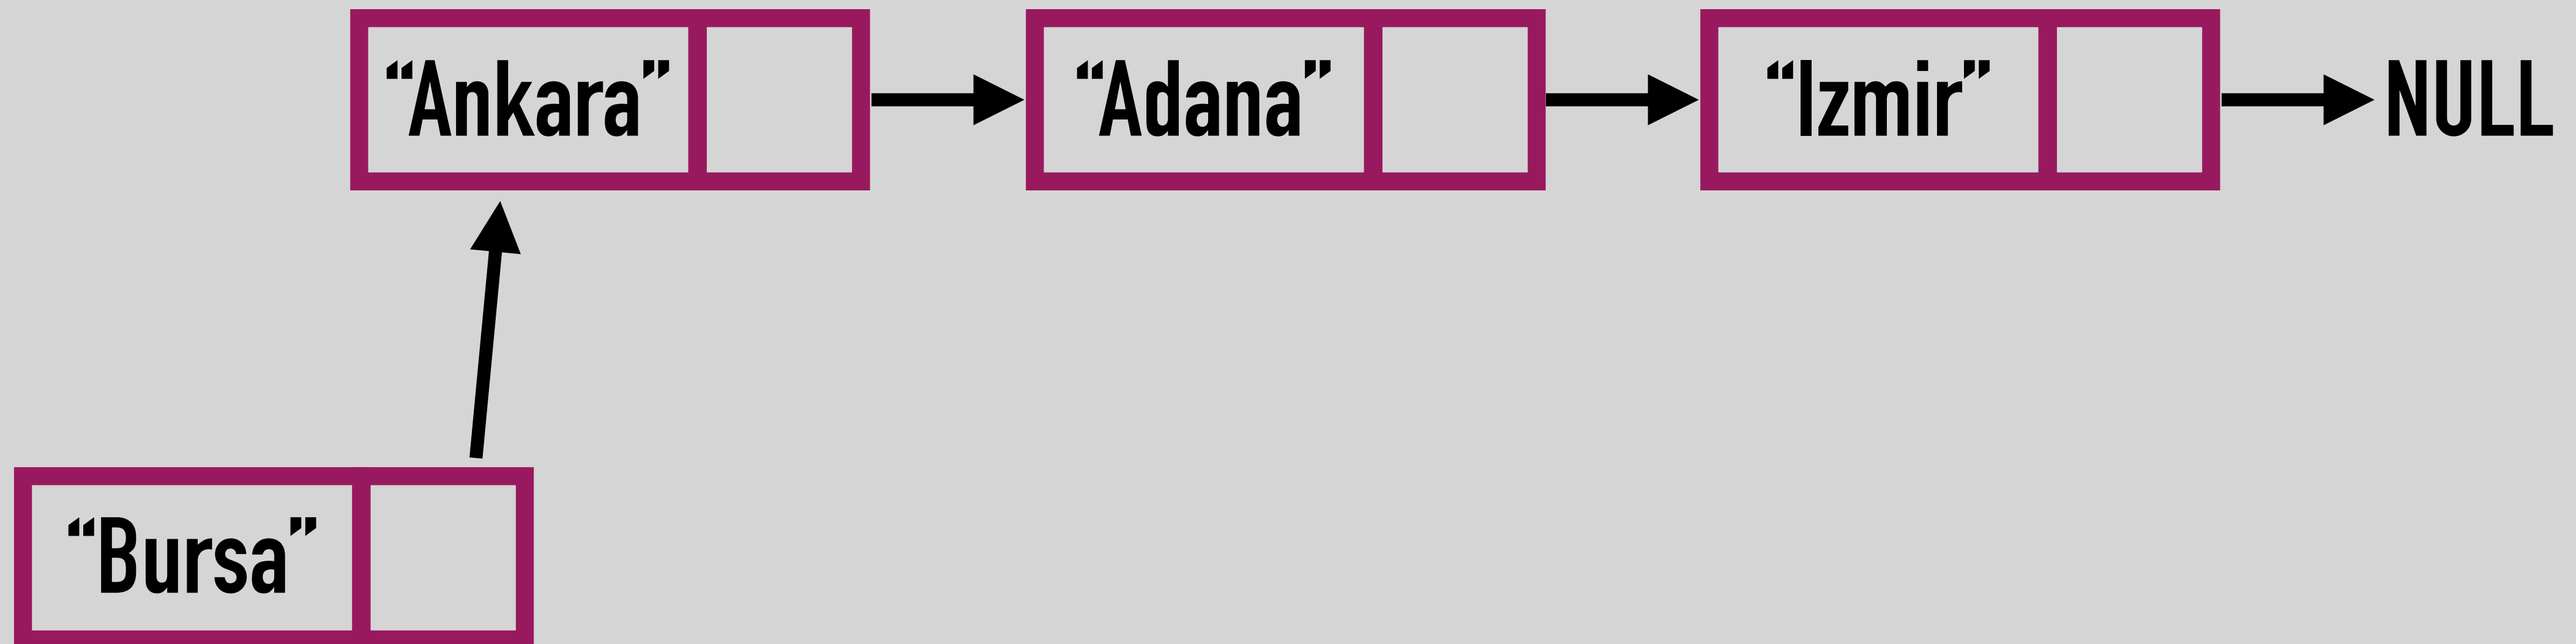 “Ankara” “Adana” “Izmir” NULL
“Bursa”